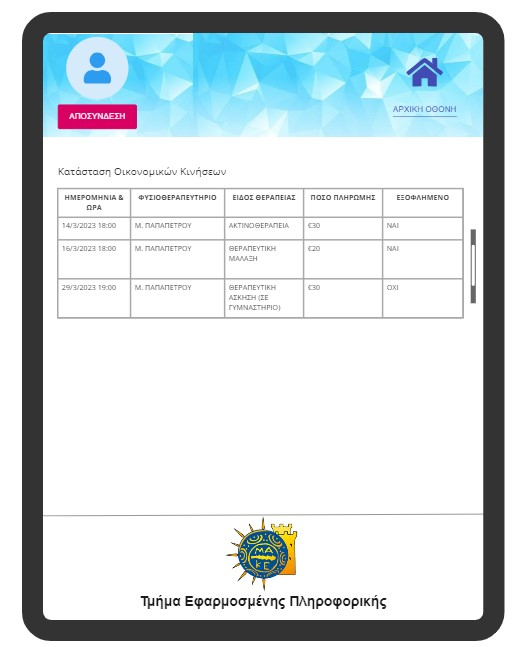 ΑΠΟΣΥΝΔΕΣΗ
ΑΡΧΙΚΗ ΟΘΟΝΗ
Κατάσταση Οικονομικών Κινήσεων
ΗΜΕΡΟΜΗΝΙΑ & ΩΡΑ ΦΥΣΙΟΘΕΡΑΠΕΥΤΗΡΙΟ ΕΙΔΟΣ ΘΕΡΑΠΕΙΑΣ ΠΟΣΟ ΠΛΗΡΩΜΗΣ ΕΞΟΦΛΗΜΕΝΟ
14/3/2023 18:00 Μ. ΠΑΠΑΠΕΤΡΟΥ ΑΚΤΙΝΟΘΕΡΑΠΕΙΑ €30 ΝΑΙ
16/3/2023 18:00 Μ. ΠΑΠΑΠΕΤΡΟΥ ΘΕΡΑΠΕΥΤΙΚΗ €20 ΝΑΙ
ΜΑΛΑΞΗ
29/3/2023 19:00 Μ. ΠΑΠΑΠΕΤΡΟΥ ΘΕΡΑΠΕΥΤΙΚΗ €30 ΟΧΙ
ΑΣΚΗΣΗ (ΣΕ
ΓΥΜΝΑΣΤΗΡΙΟ)
ΜΑ
ΚΕ
Τμήμα Εφαρμοσμένης Πληροφορικής